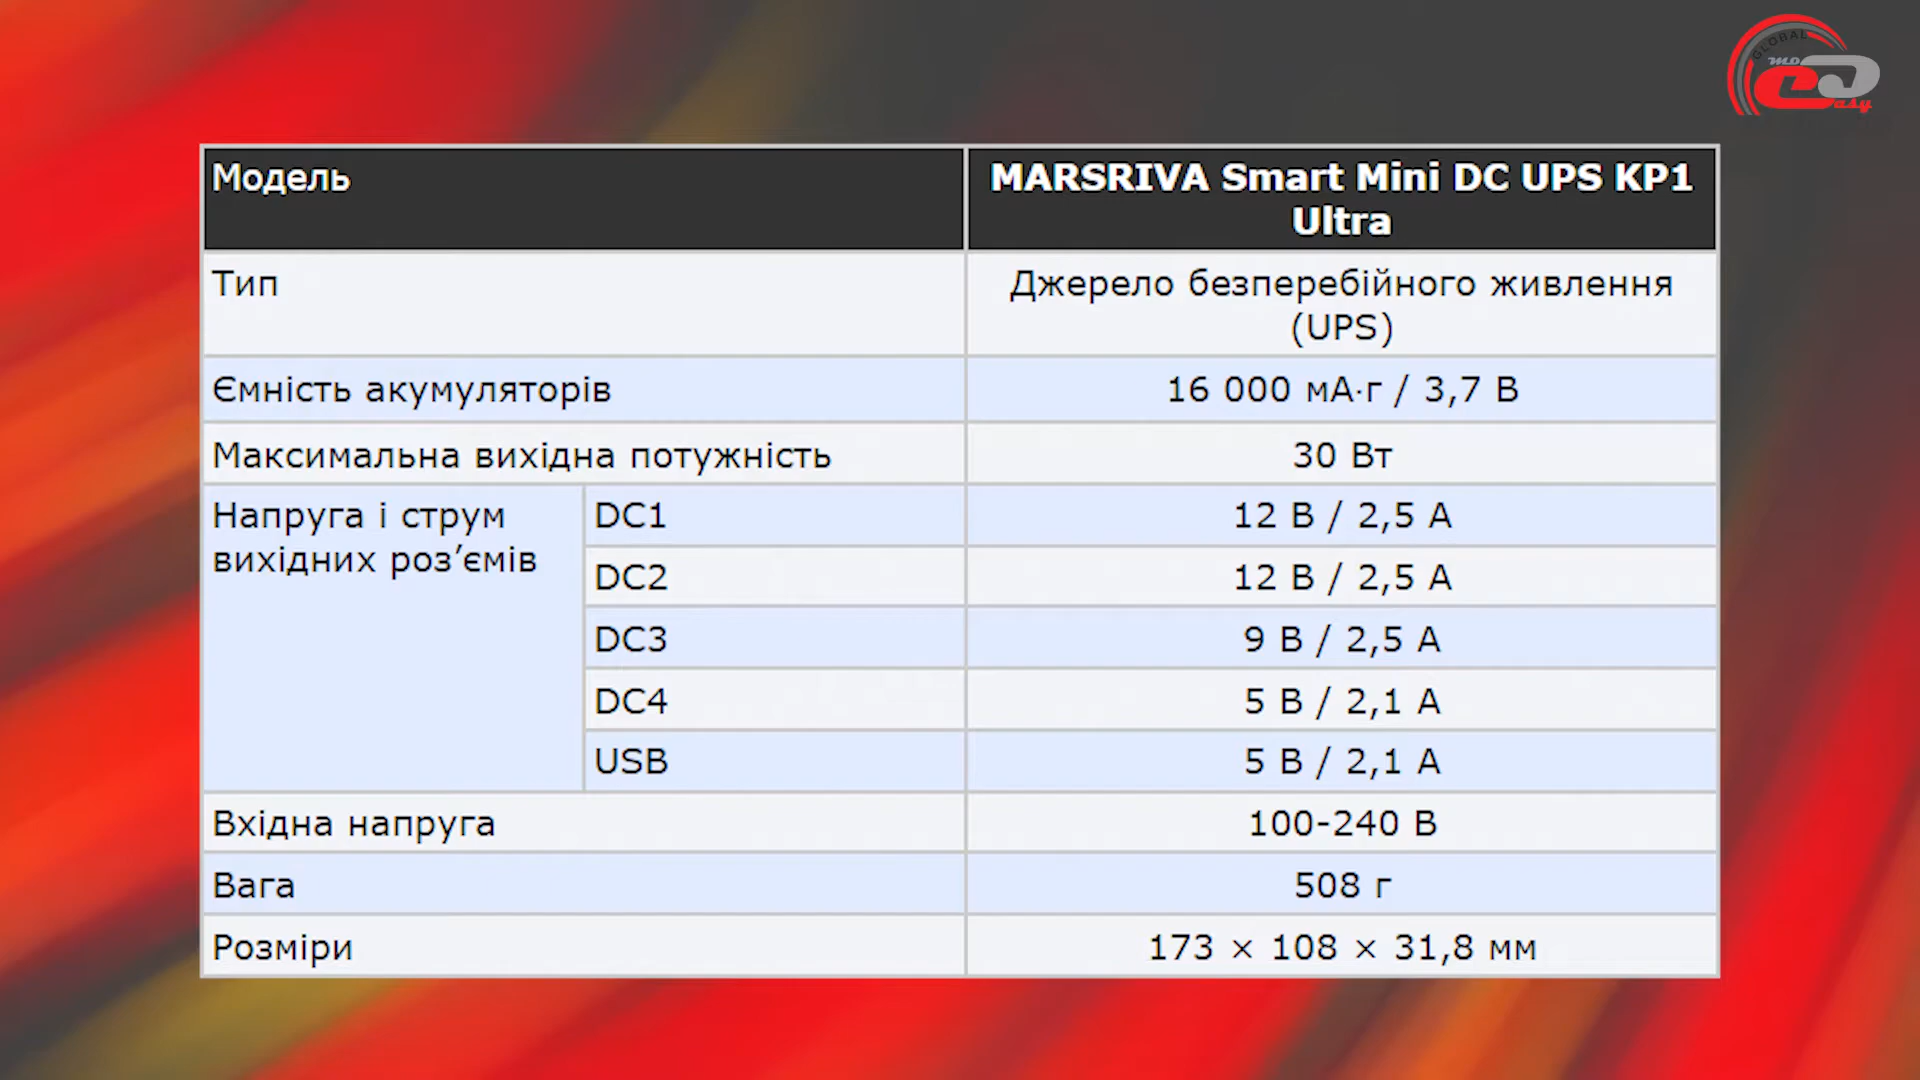 GLOBAL
Модель
MARSRIVA Smart Mini DC UPS KP1
Ultra
Тип
Джерело безперебійного живлення
(UPS)
Ємність акумуляторів
16 000 мА·г / 3,7 В
Максимальна вихідна потужність
30 Вт
Напруга і струм
вихідних роз’ємів
DC1
12 В / 2,5 А
DC2
12 В / 2,5 А
DC3
9 В / 2,5 А
DC4
5 В / 2,1 А
USB
5 В / 2,1 А
Вхідна напруга
100-240 В
Вага
508 г
Розміри
173 × 108 × 31,8 мм